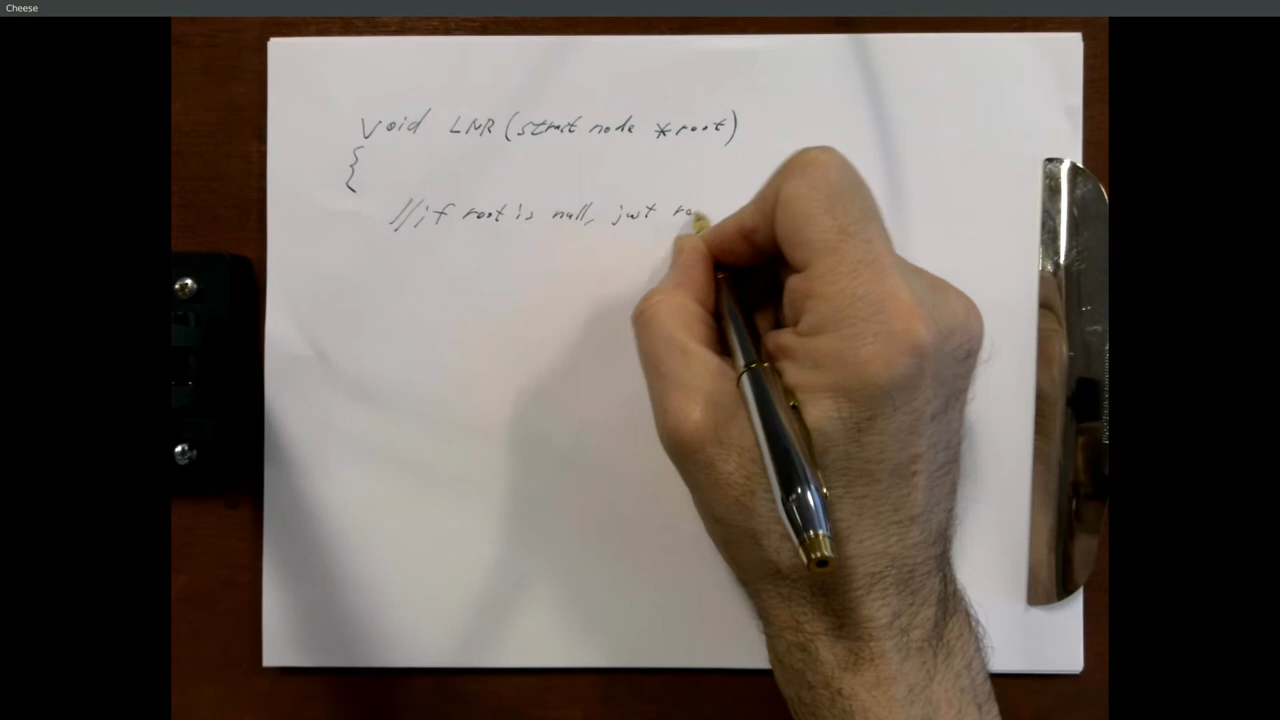 Cheese
void LNR (struct node *root)
{
//if root is null, just